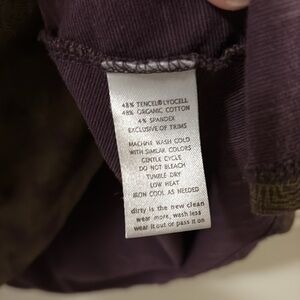 48% TENCEL® LYOCELL
48% ORGANIC COTTON
4% SPANDEX
EXCLUSIVE OF TRIMS
MACHINE WASH COLD
WITH SIMILAR COLORS
GENTLE CYCLE
DO NOT BLEACH
TUMBLE DRY
LOW HEAT
IRON COOL AS NEEDED
dirty is the new clean
wear more, wash less
wear it out or pass it on